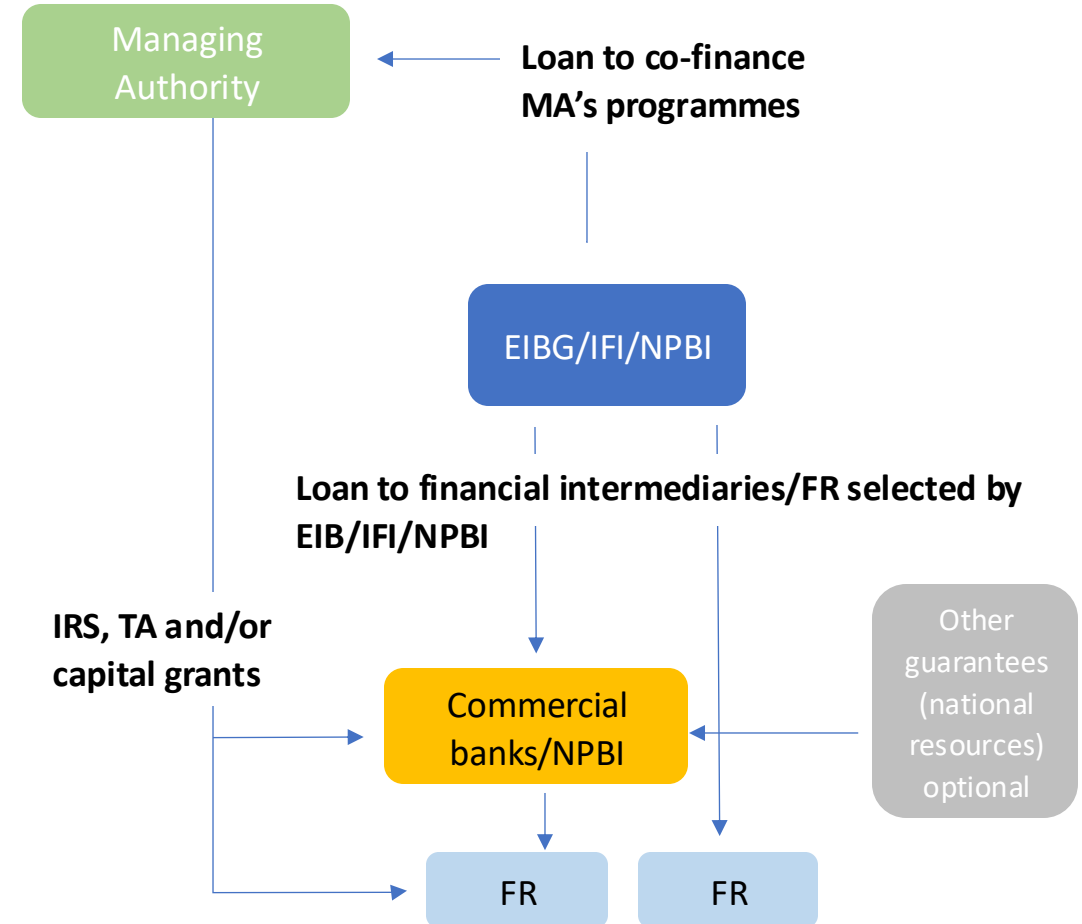 Managing
Authority
Loan to co-finance
MA's programmes
EIBG/IFI/NPBI
Loan to financial intermediaries/FR selected by
EIB/IFI/NPBI
IRS, TA and/or
capital grants
Commercial
banks/NPBI
Other
guarantees
(national
resources)
optional
FR
FR